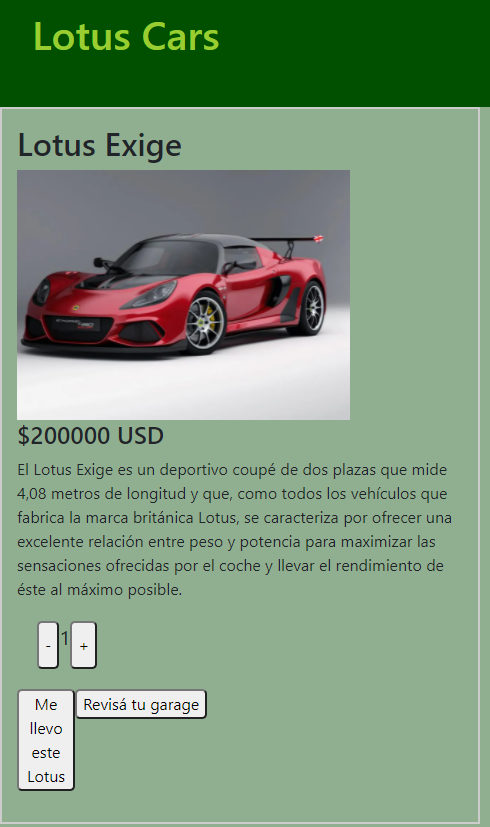 Lotus Cars
Lotus Exige
$200000 USD
El Lotus Exige es un deportivo coupé de dos plazas que mide
4,08 metros de longitud y que, como todos los vehículos que
fabrica la marca británica Lotus, se caracteriza por ofrecer una
excelente relación entre peso y potencia para maximizar las
sensaciones ofrecidas por el coche y llevar el rendimiento de
éste al máximo posible.
- 1 +
Me
llevo
este
Lotus
Revisá tu garage